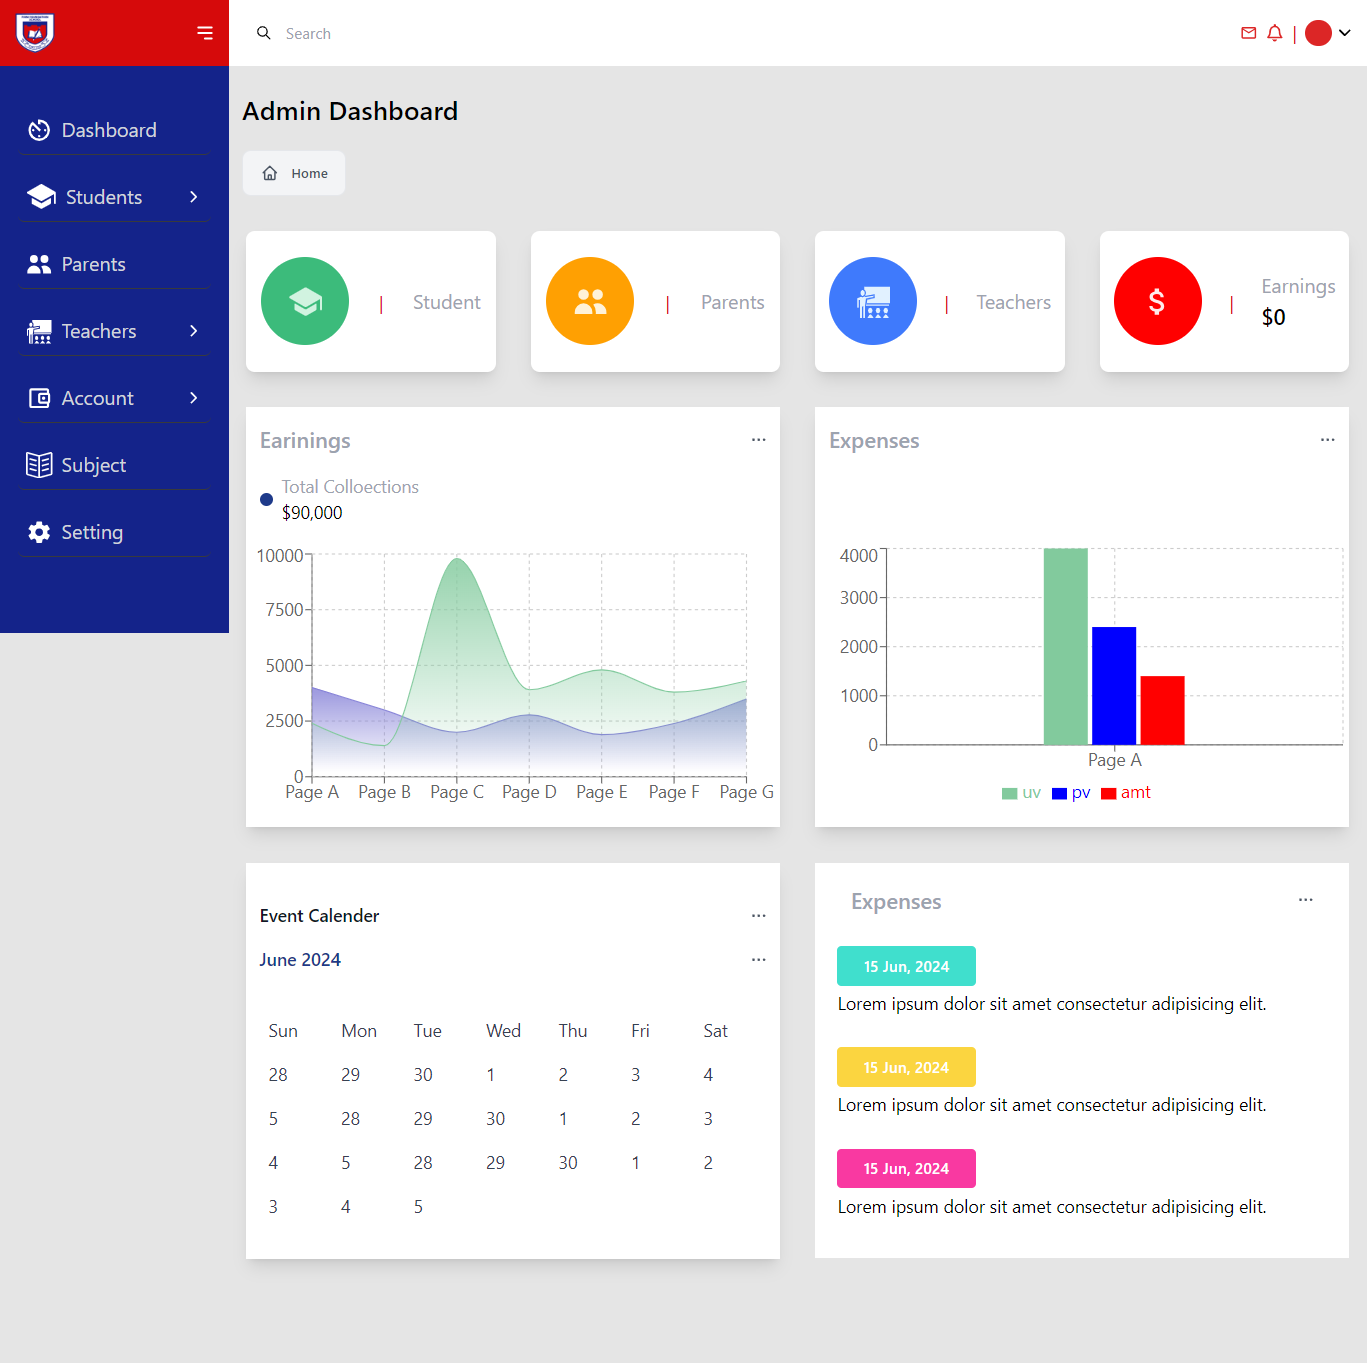 Search
|
Admin Dashboard
Home
Dashboard
Students
Parents
Teachers
Account
Subject
Setting
| Student
| Parents
| Teachers
| Earnings
$ $0
Earinings
Total Colloections
$90,000
10000
7500
5000
2500
0
Page A Page B Page C Page D Page E Page F Page G
Expenses
4000
3000
2000
1000
0
Page A
uv pv amt
Event Calender
June 2024
Sun Mon Tue Wed Thu Fri Sat
28 29 30 1 2 3 4
5 28 29 30 1 2 3
4 5 28 29 30 1 2
3 4 5
Expenses
15 Jun, 2024
Lorem ipsum dolor sit amet consectetur adipisicing elit.
15 Jun, 2024
Lorem ipsum dolor sit amet consectetur adipisicing elit.
15 Jun, 2024
Lorem ipsum dolor sit amet consectetur adipisicing elit.